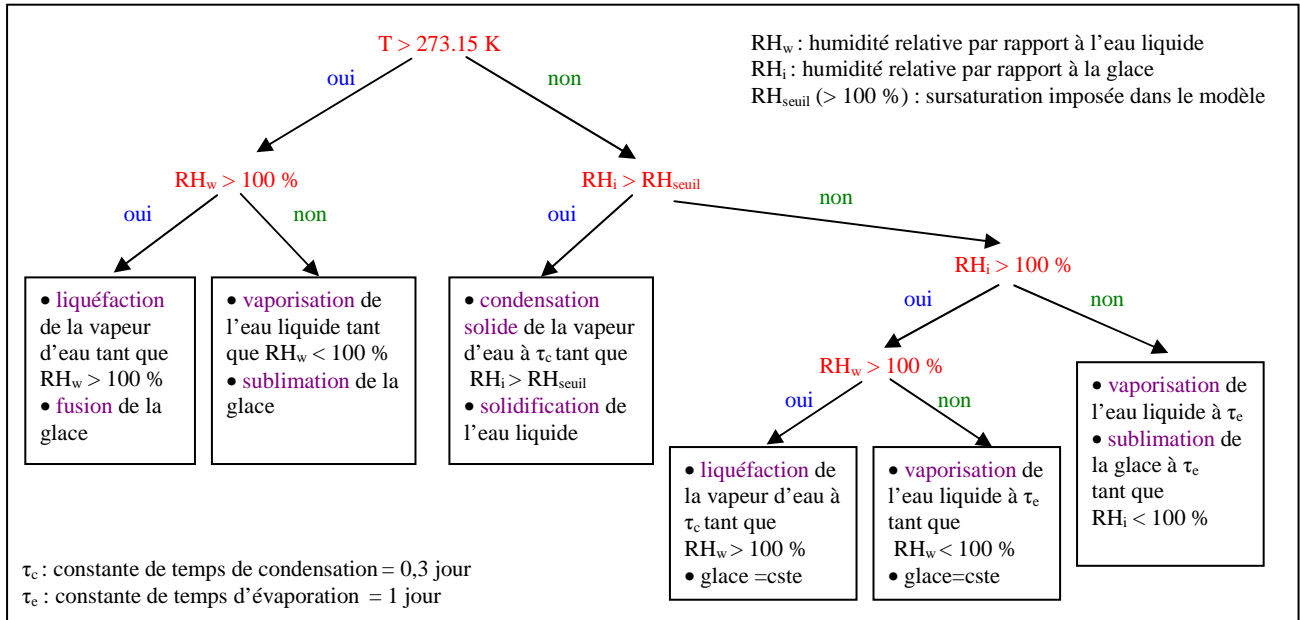 T > 273.15 K
RHw : humidité relative par rapport à l'eau liquide
RHi : humidité relative par rapport à la glace
RHseuil (> 100 %) : sursaturation imposée dans le modèle
oui
non
RHw > 100 %
RHi > RHseuil
oui
non
oui
non
RHi > 100 %
oui
non
• liquéfaction
de la vapeur
d'eau tant que
RHw > 100 %
• fusion de la
glace
• vaporisation de
l'eau liquide tant
que RHw < 100 %
• sublimation de la
glace
• condensation
solide de la vapeur
d'eau à τc tant que
RHi > RHseuil
• solidification de
l'eau liquide
RHw > 100 %
oui
non
• vaporisation de
l'eau liquide à τe
• sublimation de
la glace à τe
tant que
RHi < 100 %
• liquéfaction de
la vapeur d'eau à
τc tant que
RHw > 100 %
• glace =cste
• vaporisation de
l'eau liquide à τe
tant que
RHw < 100 %
• glace=cste
τc : constante de temps de condensation = 0,3 jour
τe : constante de temps d'évaporation = 1 jour